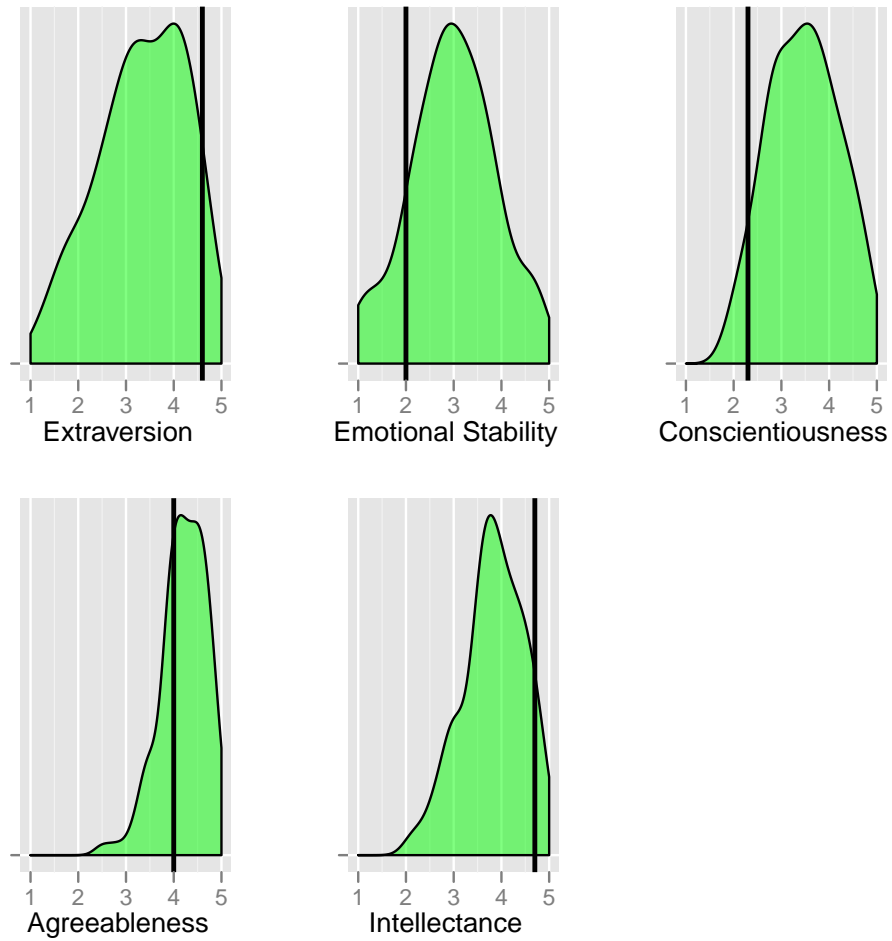 1 2 3 4 5 1 2 3 4 5 1 2 3 4 5
Extraversion Emotional Stability Conscientiousness
1 2 3 4 5 1 2 3 4 5
Agreeableness Intellectance